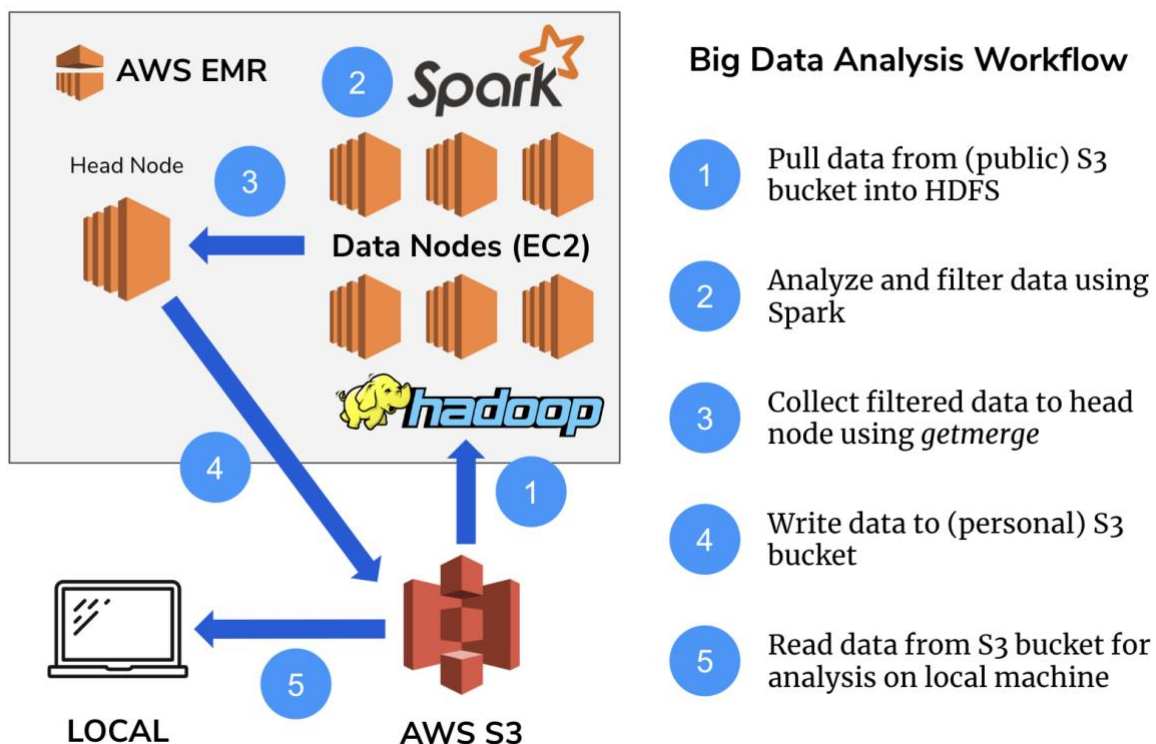 AWS EMR
2
Spark
Head Node
3
Data Nodes (EC2)
hadoop
4
1
5
LOCAL
AWS S3
Big Data Analysis Workflow
1
Pull data from (public) S3
bucket into HDFS
2
Analyze and filter data using
Spark
3
Collect filtered data to head
node using getmerge
4
Write data to (personal) S3
bucket
5
Read data from S3 bucket for
analysis on local machine